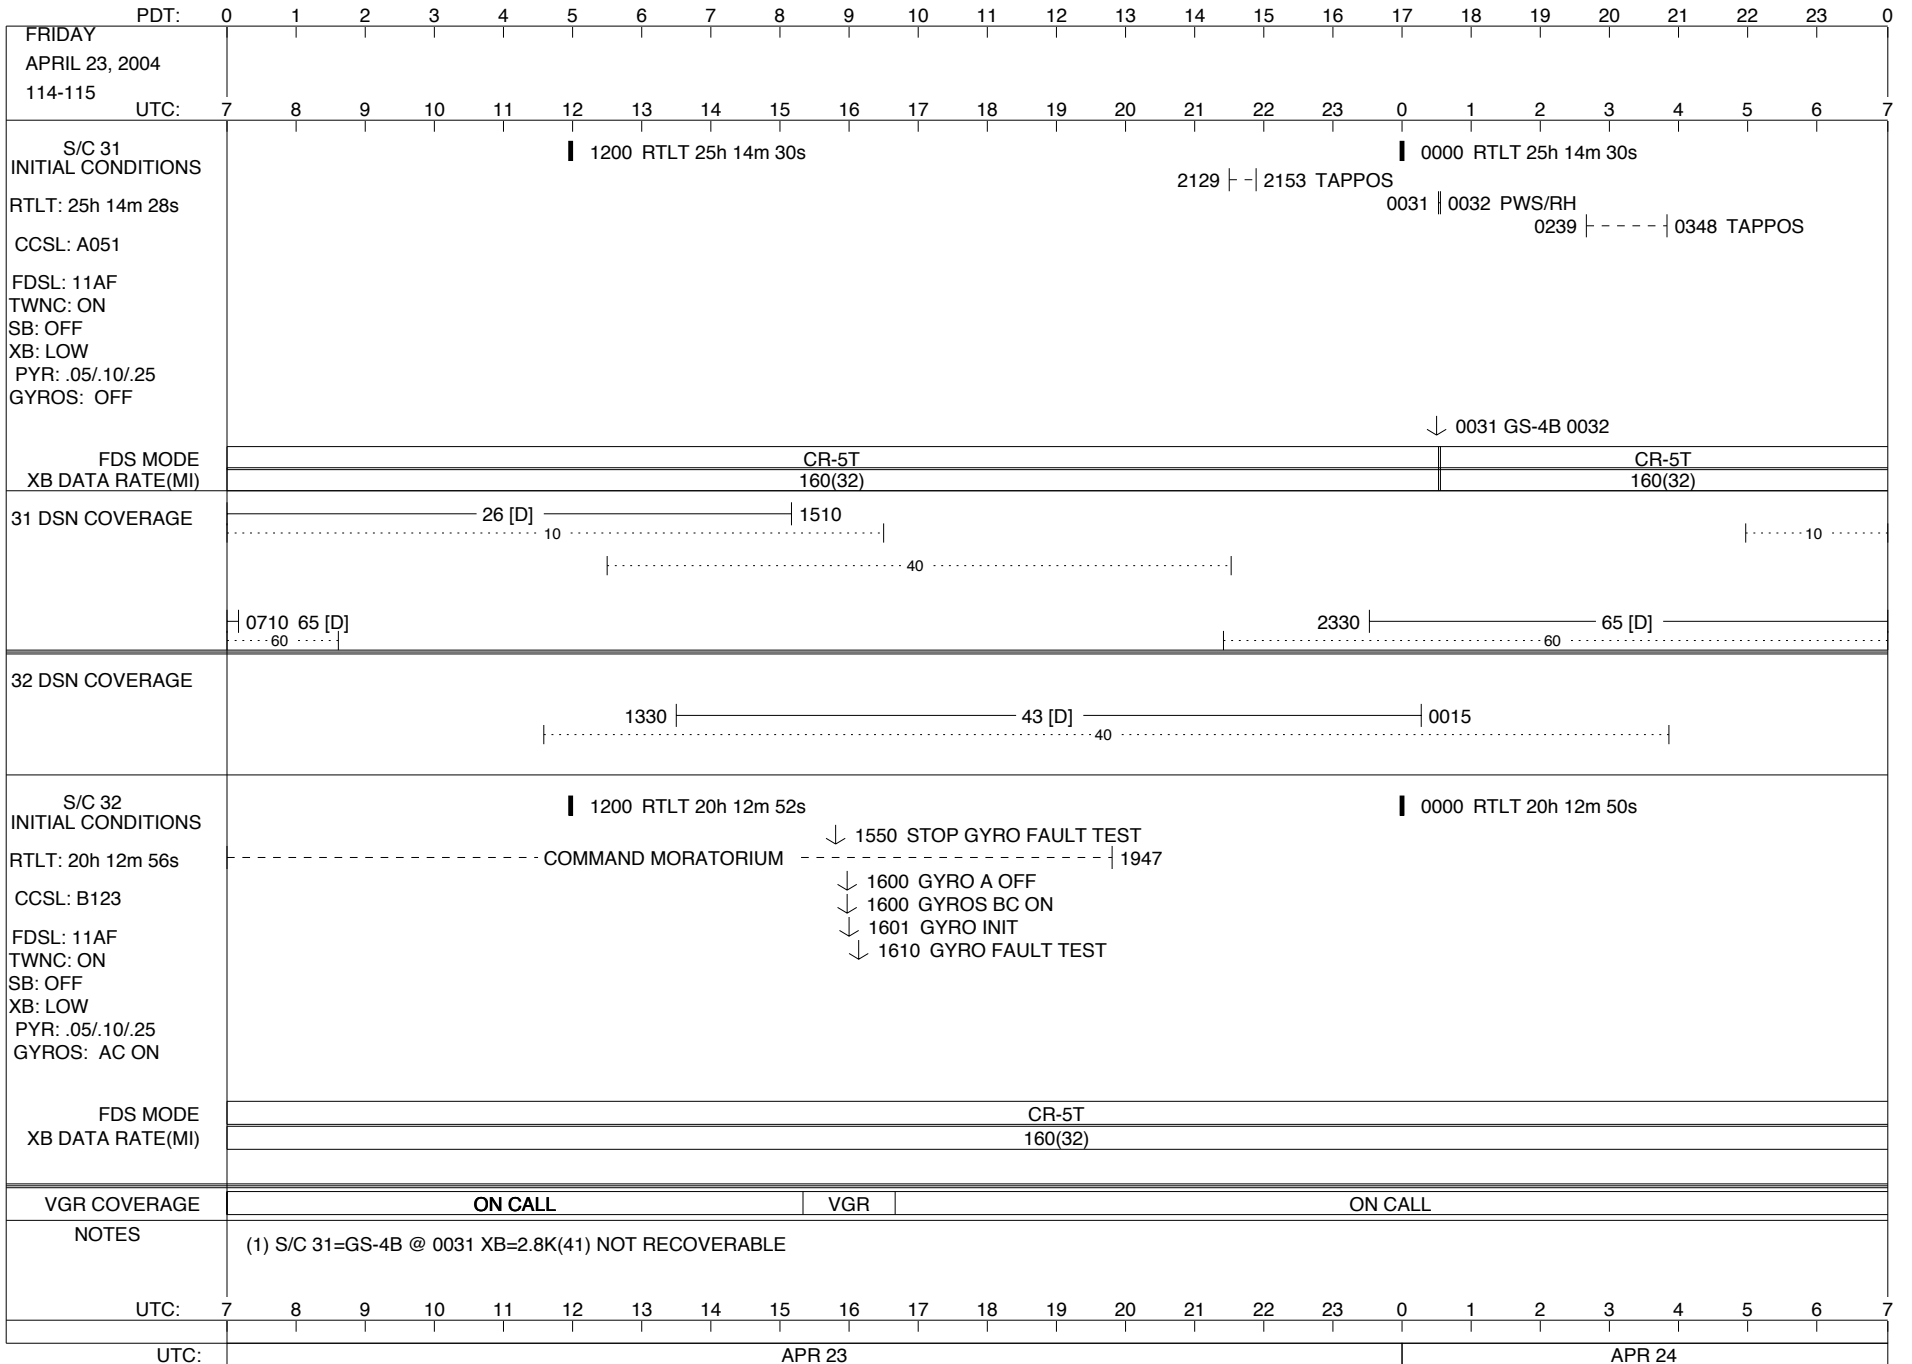 PDT: 0 1 2 3 4 5 6 7 8 9 10 11 12 13 14 15 16 17 18 19 20 21 22 23 0
FRIDAY
APRIL 23, 2004
114-115
UTC: 7 8 9 10 11 12 13 14 15 16 17 18 19 20 21 22 23 0 1 2 3 4 5 6 7
S/C 31
INITIAL CONDITIONS
1200 RTLT 25h 14m 30s
0000 RTLT 25h 14m 30s
2129 2153 TAPPOS
RTLT: 25h 14m 28s
0031 0032 PWS/RH
0239 0348 TAPPOS
CCSL: A051
FDSL: 11AF
TWNC: ON
SB: OFF
XB: LOW
PYR: .05/.10/.25
GYROS: OFF
0031 GS-4B 0032
FDS MODE CR-5T CR-5T
XB DATA RATE(MI) 160(32) 160(32)
31 DSN COVERAGE
26 [D] 1510
10 10
40
0710 65 [D] 2330 65 [D]
60 60
32 DSN COVERAGE
1330 43 [D] 0015
40
S/C 32
INITIAL CONDITIONS
1200 RTLT 20h 12m 52s
0000 RTLT 20h 12m 50s
1550 STOP GYRO FAULT TEST
RTLT: 20h 12m 56s
COMMAND MORATORIUM 1947
1600 GYRO A OFF
CCSL: B123
1600 GYROS BC ON
1601 GYRO INIT
FDSL: 11AF
1610 GYRO FAULT TEST
TWNC: ON
SB: OFF
XB: LOW
PYR: .05/.10/.25
GYROS: AC ON
FDS MODE CR-5T
XB DATA RATE(MI) 160(32)
VGR COVERAGE ON CALL VGR ON CALL
NOTES
(1) S/C 31=GS-4B @ 0031 XB=2.8K(41) NOT RECOVERABLE
UTC: 7 8 9 10 11 12 13 14 15 16 17 18 19 20 21 22 23 0 1 2 3 4 5 6 7
UTC: APR 23 APR 24